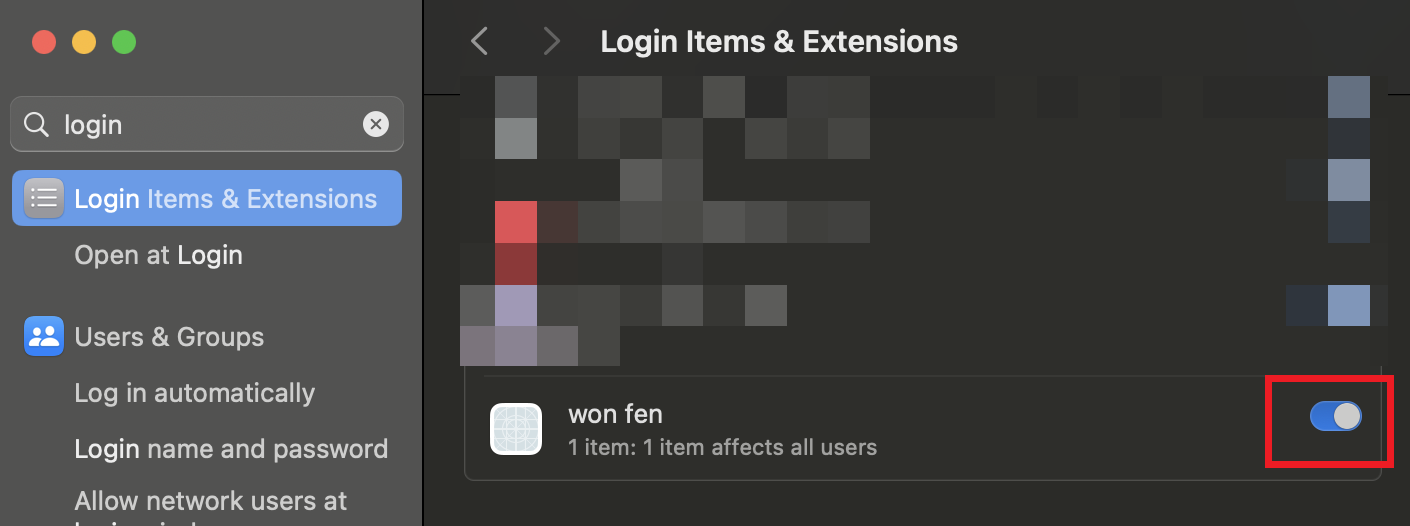 login
Login Items & Extensions
Open at Login
Users & Groups
Log in automatically
Login name and password
Allow network users at
Login Items & Extensions
won fen
1 item: 1 item affects all users